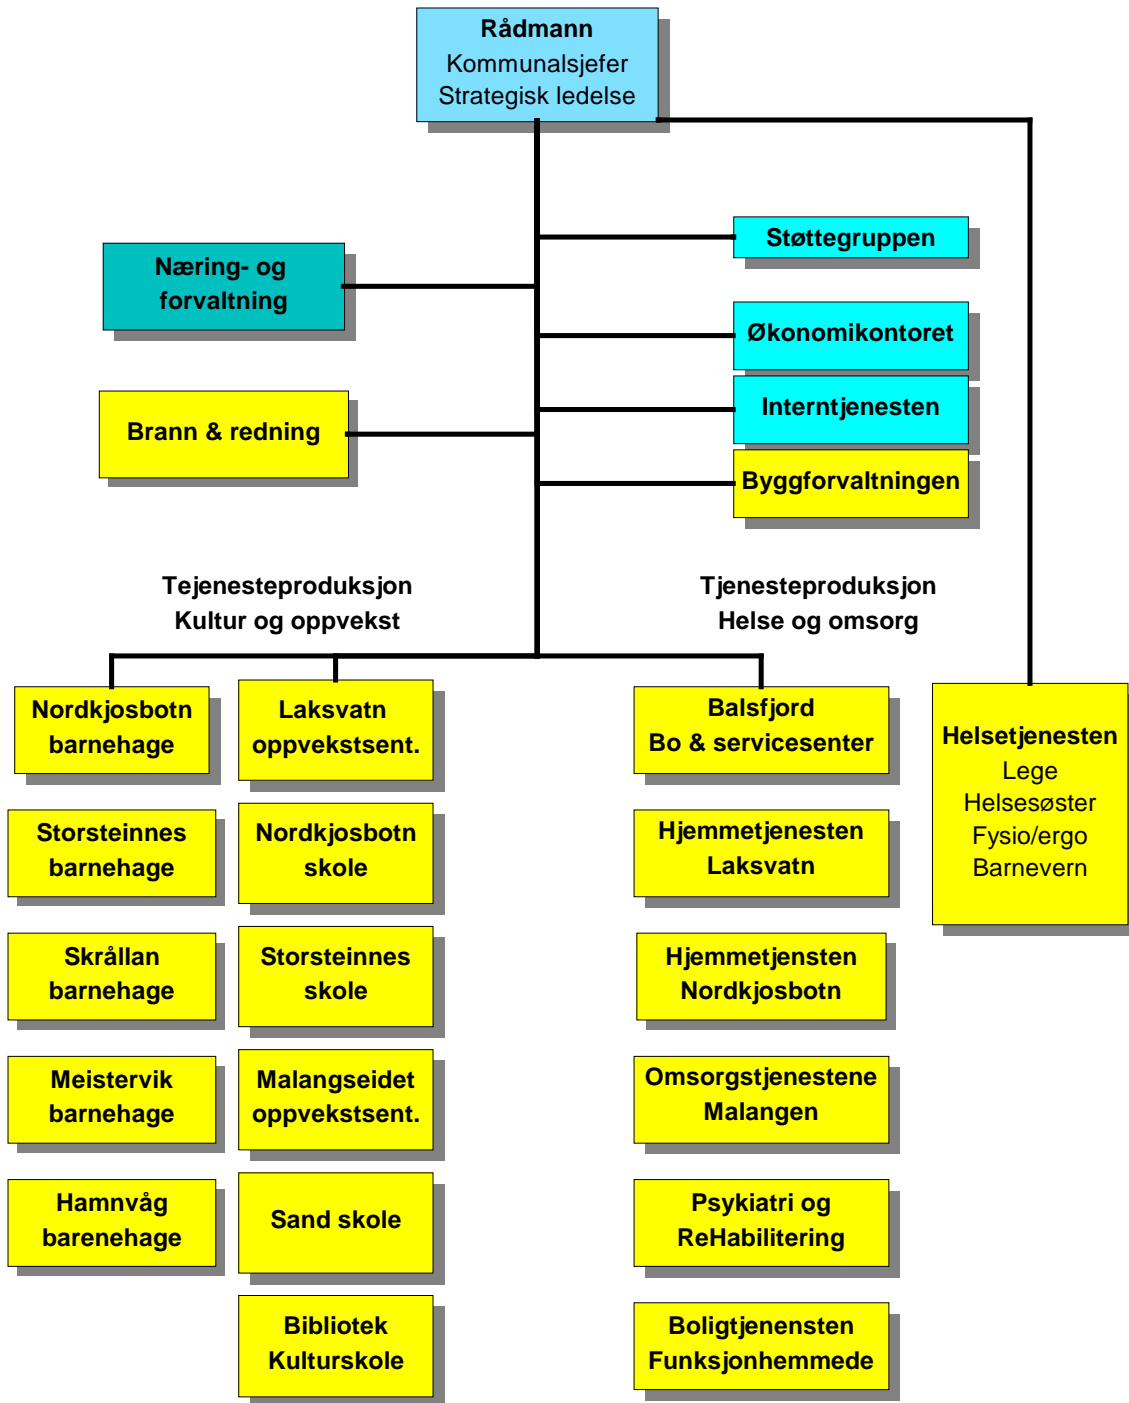 Rådmann
Kommunalsjefer
Strategisk ledelse
Næring- og
forvaltning
Brann & redning
Støttegruppen
Økonomikontoret
Interntjenesten
Byggforvaltningen
Tejenesteproduksjon
Kultur og oppvekst
Tjenesteproduksjon
Helse og omsorg
Nordkjosbotn
barnehage
Storsteinnes
barnehage
Skrållan
barnehage
Meistervik
barnehage
Hamnvåg
barenehage
Laksvatn
oppvekstsent.
Nordkjosbotn
skole
Storsteinnes
skole
Malangseidet
oppvekstsent.
Sand skole
Bibliotek
Kulturskole
Balsfjord
Bo & servicesenter
Hjemmetjenesten
Laksvatn
Hjemmetjensten
Nordkjosbotn
Omsorgstjenestene
Malangen
Psykiatri og
ReHabilitering
Boligtjenensten
Funksjonhemmede
Helsetjenesten
Lege
Helsesøster
Fysio/ergo
Barnevern